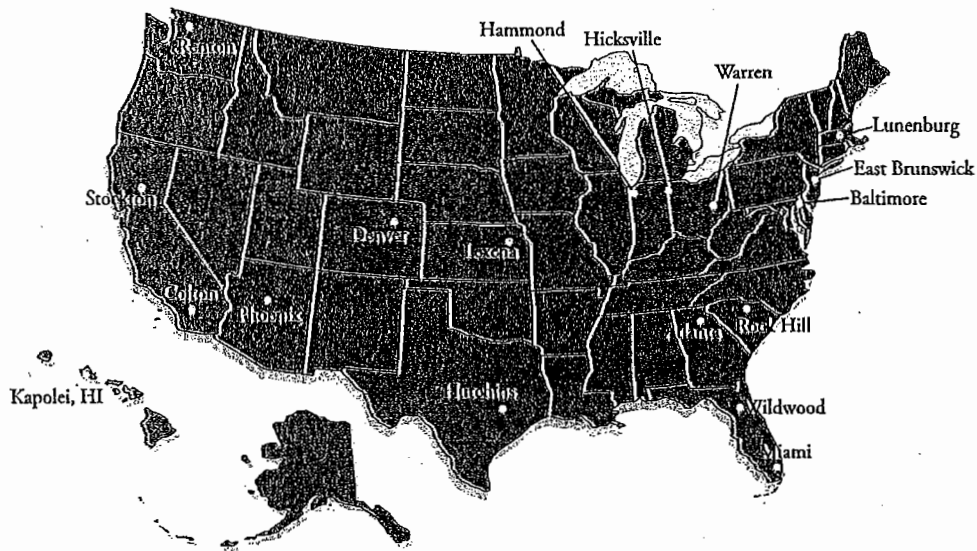 Hammond
Hicksville
Renton
Warren
Lunenburg
East Brunswick
Baltimore
Stockton
Denver
Lexena
Colton
Phoenix
Atlanta
Rock Hill
Kapolei, HI
Hutchins
Wildwood
Miami